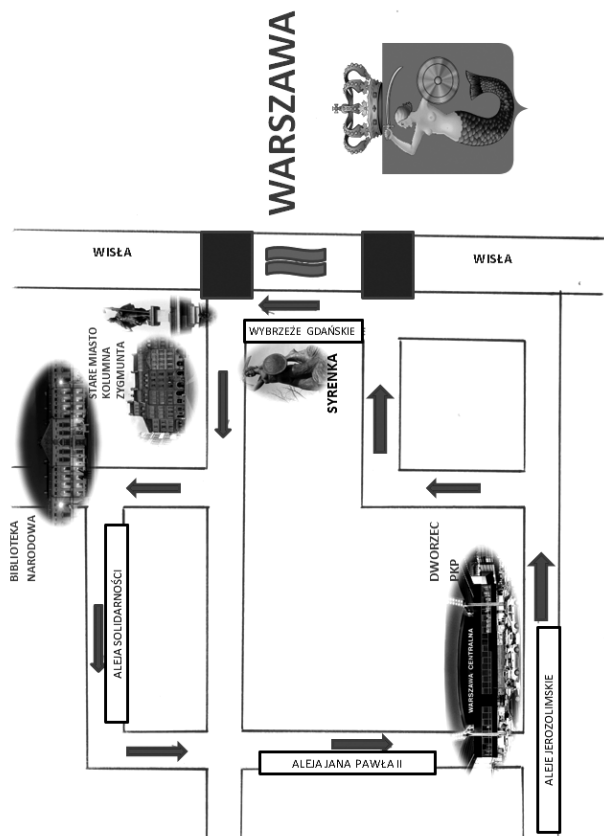 WARSZAWA
WISŁA
WISŁA
WYBRZEŻE GDAŃSKIE
STARE MIASTO
KOLUMNA
ZYGMUNTA
SYRENKA
BIBLIOTEKA
NARODOWA
ALEJA SOLIDARNOŚCI
DWORZEC
PKP
WARSZAWA CENTRALNA
ALEJA JANA PAWŁA II
ALEJE JEROZOLIMSKIE